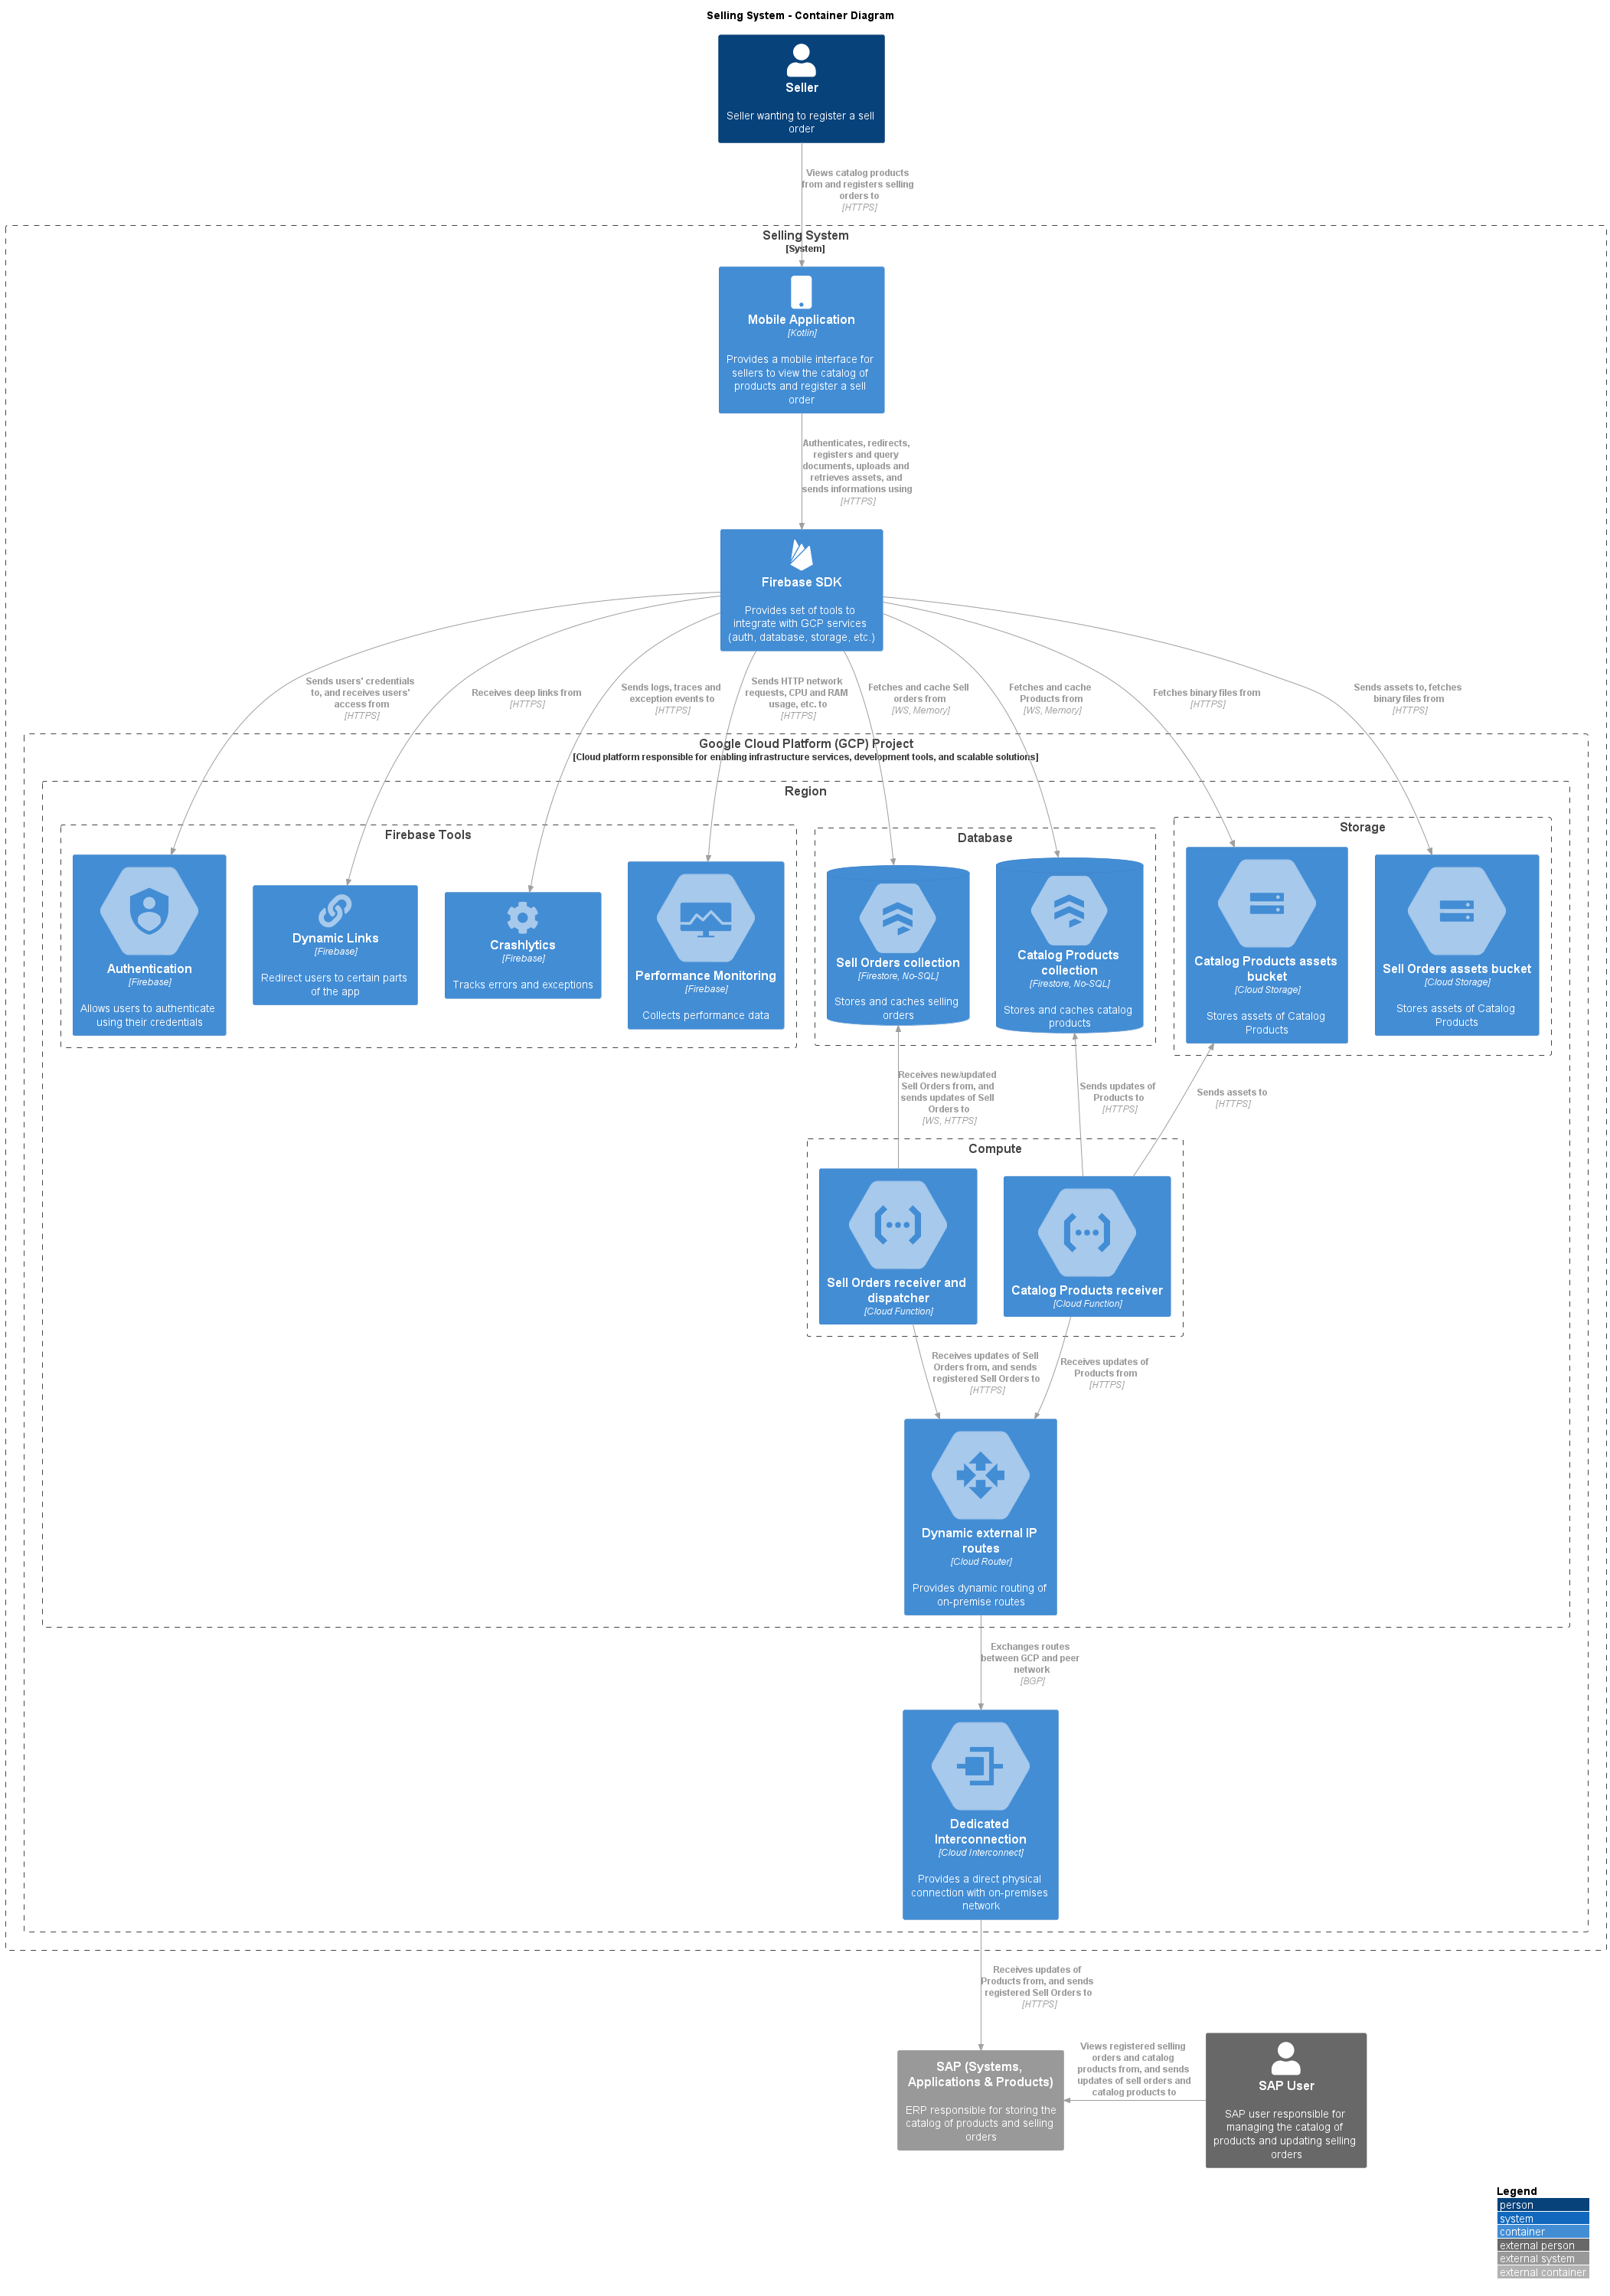 Selling System - Container Diagram
Seller
Seller wanting to register a sell
order
Views catalog products
from and registers selling
orders to
[HTTPS]
Selling System
[System]
Mobile Application
[Kotlin]
Provides a mobile interface for
sellers to view the catalog of
products and register a sell
order
Authenticates, redirects,
registers and query
documents, uploads and
retrieves assets, and
sends informations using
[HTTPS]
Firebase SDK
Provides set of tools to
integrate with GCP services
(auth, database, storage, etc.)
Sends users' credentials
to, and receives users'
access from
[HTTPS]
Receives deep links from
[HTTPS]
Sends logs, traces and
exception events to
[HTTPS]
Sends HTTP network
requests, CPU and RAM
usage, etc. to
[HTTPS]
Fetches and cache Sell
orders from
[WS, Memory]
Fetches and cache
Products from
[WS, Memory]
Fetches binary files from
[HTTPS]
Sends assets to, fetches
binary files from
[HTTPS]
Google Cloud Platform (GCP) Project
[Cloud platform responsible for enabling infrastructure services, development tools, and scalable solutions]
Region
Firebase Tools
Authentication
[Firebase]
Allows users to authenticate
using their credentials
Dynamic Links
[Firebase]
Redirect users to certain parts
of the app
Crashlytics
[Firebase]
Tracks errors and exceptions
Performance Monitoring
[Firebase]
Collects performance data
Database
Sell Orders collection
[Firestore, No-SQL]
Stores and caches selling
orders
Catalog Products
collection
[Firestore, No-SQL]
Stores and caches catalog
products
Storage
Catalog Products assets
bucket
[Cloud Storage]
Stores assets of Catalog
Products
Sell Orders assets bucket
[Cloud Storage]
Stores assets of Catalog
Products
Receives new/updated
Sell Orders from, and
sends updates of Sell
Orders to
[WS, HTTPS]
Sends updates of
Products to
[HTTPS]
Sends assets to
[HTTPS]
Compute
Sell Orders receiver and
dispatcher
[Cloud Function]
Catalog Products receiver
[Cloud Function]
Receives updates of Sell
Orders from, and sends
registered Sell Orders to
[HTTPS]
Receives updates of
Products from
[HTTPS]
Dynamic external IP
routes
[Cloud Router]
Provides dynamic routing of
on-premise routes
Exchanges routes
between GCP and peer
network
[BGP]
Dedicated
Interconnection
[Cloud Interconnect]
Provides a direct physical
connection with on-premises
network
Receives updates of
Products from, and sends
registered Sell Orders to
[HTTPS]
SAP (Systems,
Applications & Products)
ERP responsible for storing the
catalog of products and selling
orders
Views registered selling
orders and catalog
products from, and sends
updates of sell orders and
catalog products to
SAP User
SAP user responsible for
managing the catalog of
products and updating selling
orders
Legend
person
system
container
external person
external system
external container